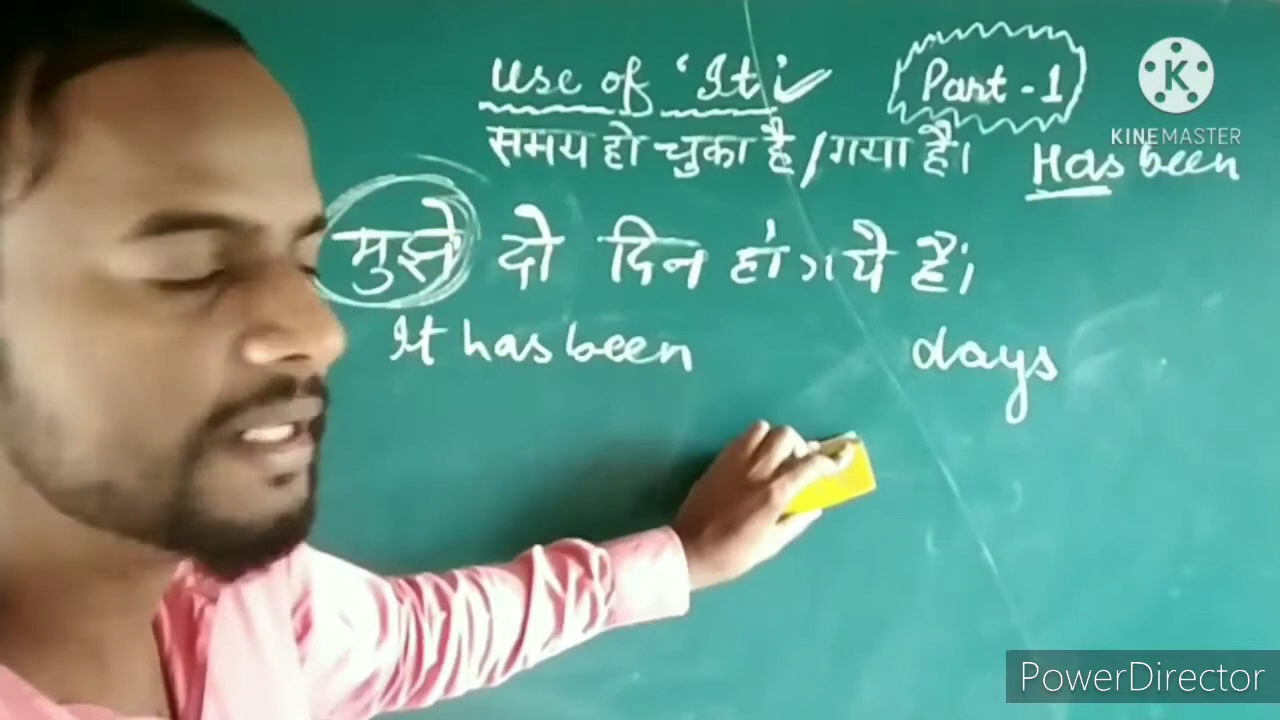 Use of 'It' Part - 1
K
KINEMASTER
समय हो चुका है / गया है। Has been
मुझे दो दिन हो गये हैं।
It has been days
PowerDirector